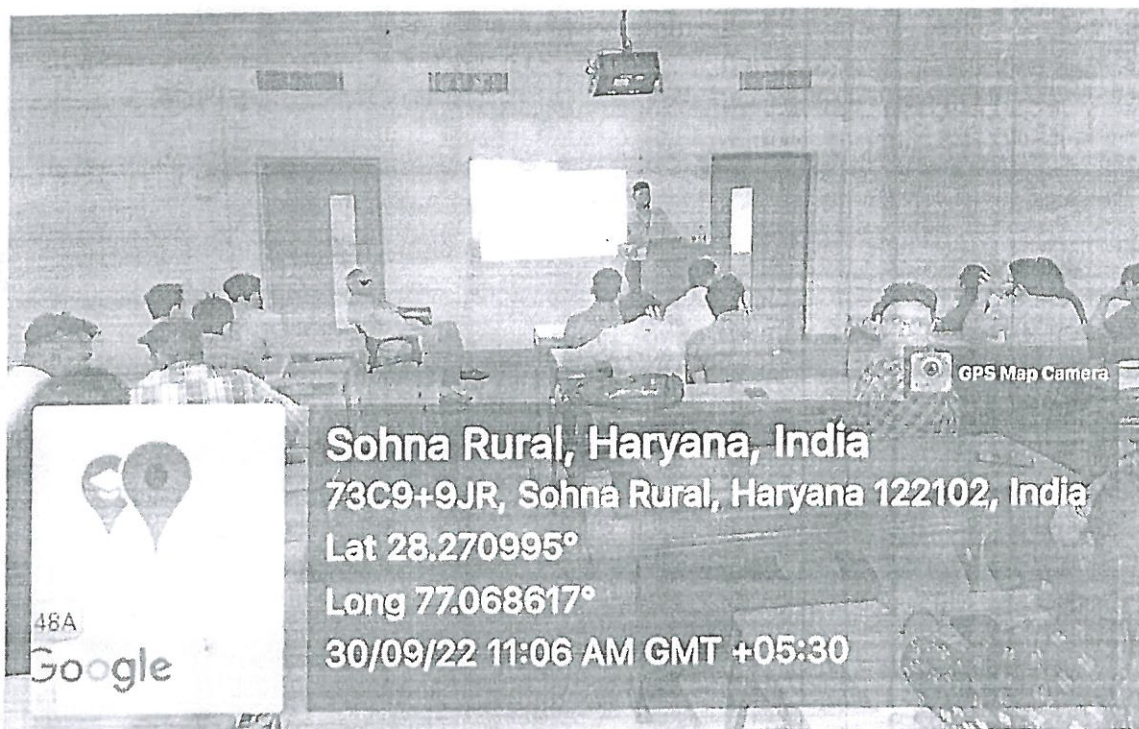 GPS Map Camera
Sohna Rural, Haryana, India
73C9+9JR, Sohna Rural, Haryana 122102, India
Lat 28.270995°
Long 77.068617°
30/09/22 11:06 AM GMT +05:30
48A
Google